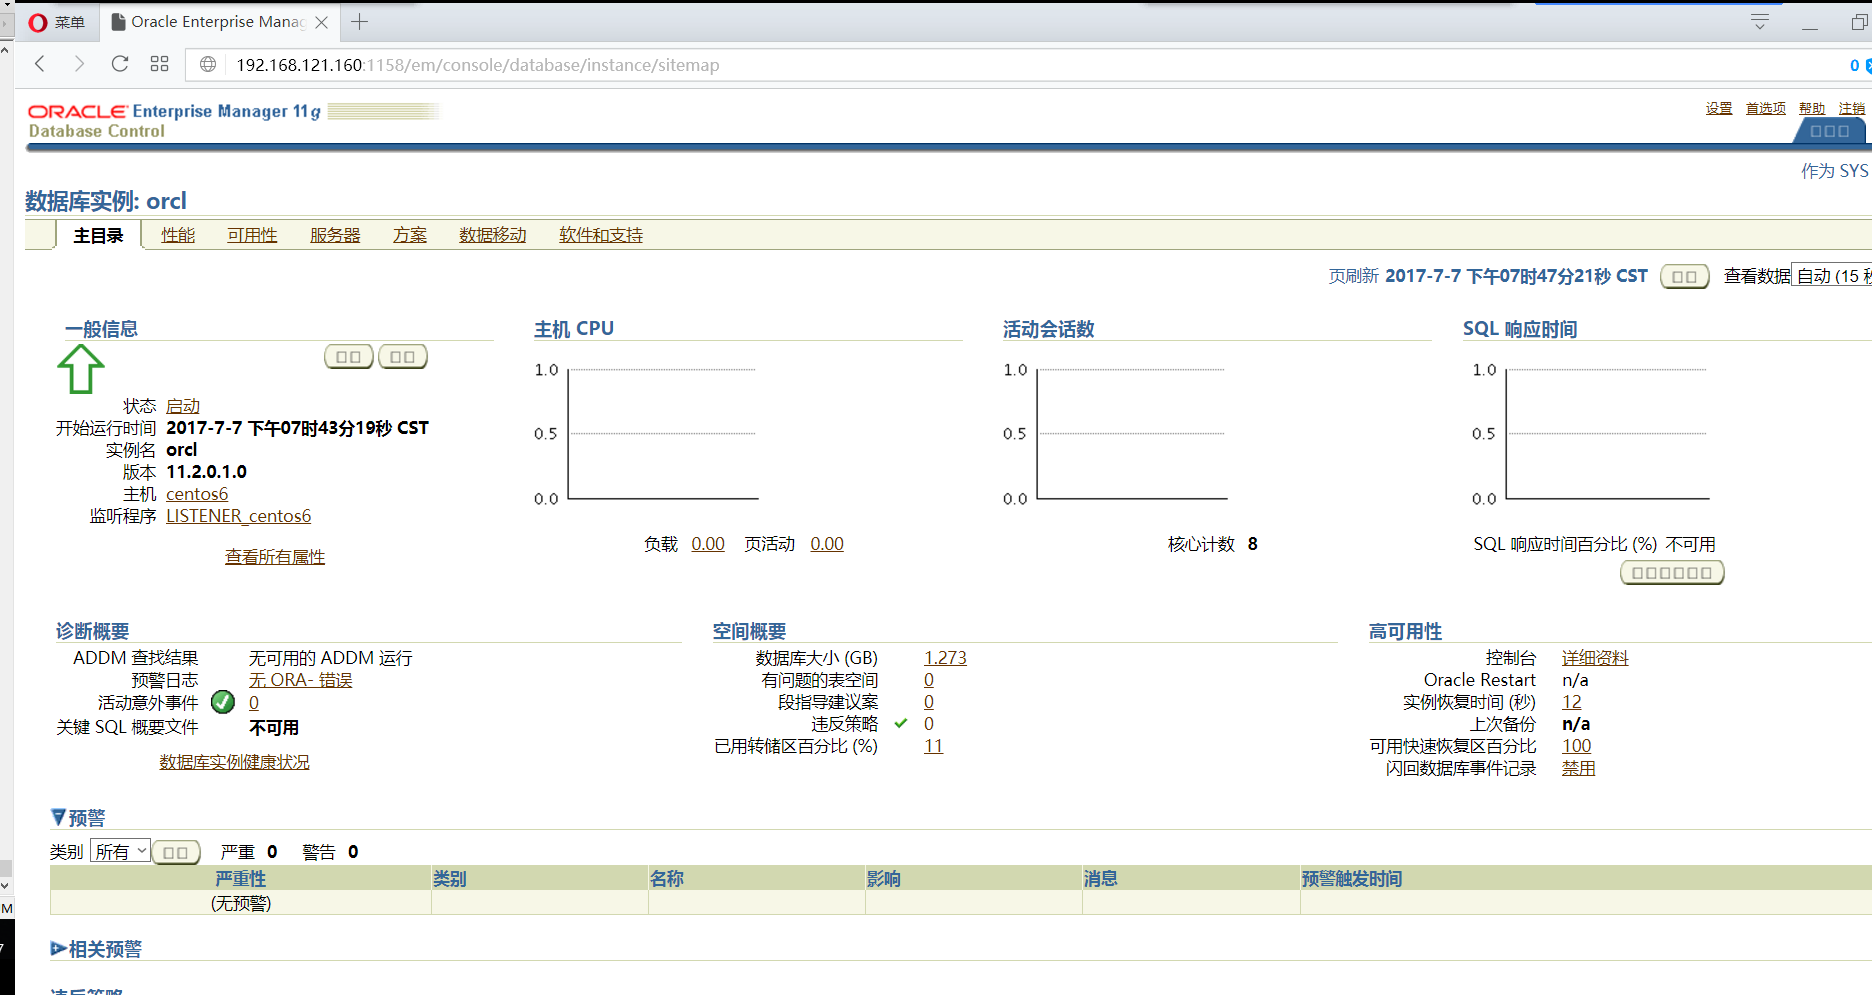 菜单 Oracle Enterprise Manag
192.168.121.160:1158/em/console/database/instance/sitemap 0
ORACLE Enterprise Manager 11g
Database Control
设置 首选项 帮助 注销
作为 SYS
数据库实例: orcl
主目录 性能 可用性 服务器 方案 数据移动 软件和支持
页刷新 2017-7-7 下午07时47分21秒 CST 查看数据 自动 (15 秒
一般信息
状态 启动
开始运行时间 2017-7-7 下午07时43分19秒 CST
实例名 orcl
版本 11.2.0.1.0
主机 centos6
监听程序 LISTENER_centos6
查看所有属性
主机 CPU
1.0
0.5
0.0
负载 0.00 页活动 0.00
活动会话数
1.0
0.5
0.0
核心计数 8
SQL 响应时间
1.0
0.5
0.0
SQL 响应时间百分比 (%) 不可用
诊断概要
ADDM 查找结果 无可用的 ADDM 运行
预警日志 无 ORA- 错误
活动意外事件 0
关键 SQL 概要文件 不可用
数据库实例健康状况
空间概要
数据库大小 (GB) 1.273
有问题的表空间 0
段指导建议案 0
违反策略 0
已用转储区百分比 (%) 11
高可用性
控制台 详细资料
Oracle Restart n/a
实例恢复时间 (秒) 12
上次备份 n/a
可用快速恢复区百分比 100
闪回数据库事件记录 禁用
预警
类别 所有 严重 0 警告 0
严重性 类别 名称 影响 消息 预警触发时间
(无预警)
相关预警
M
7